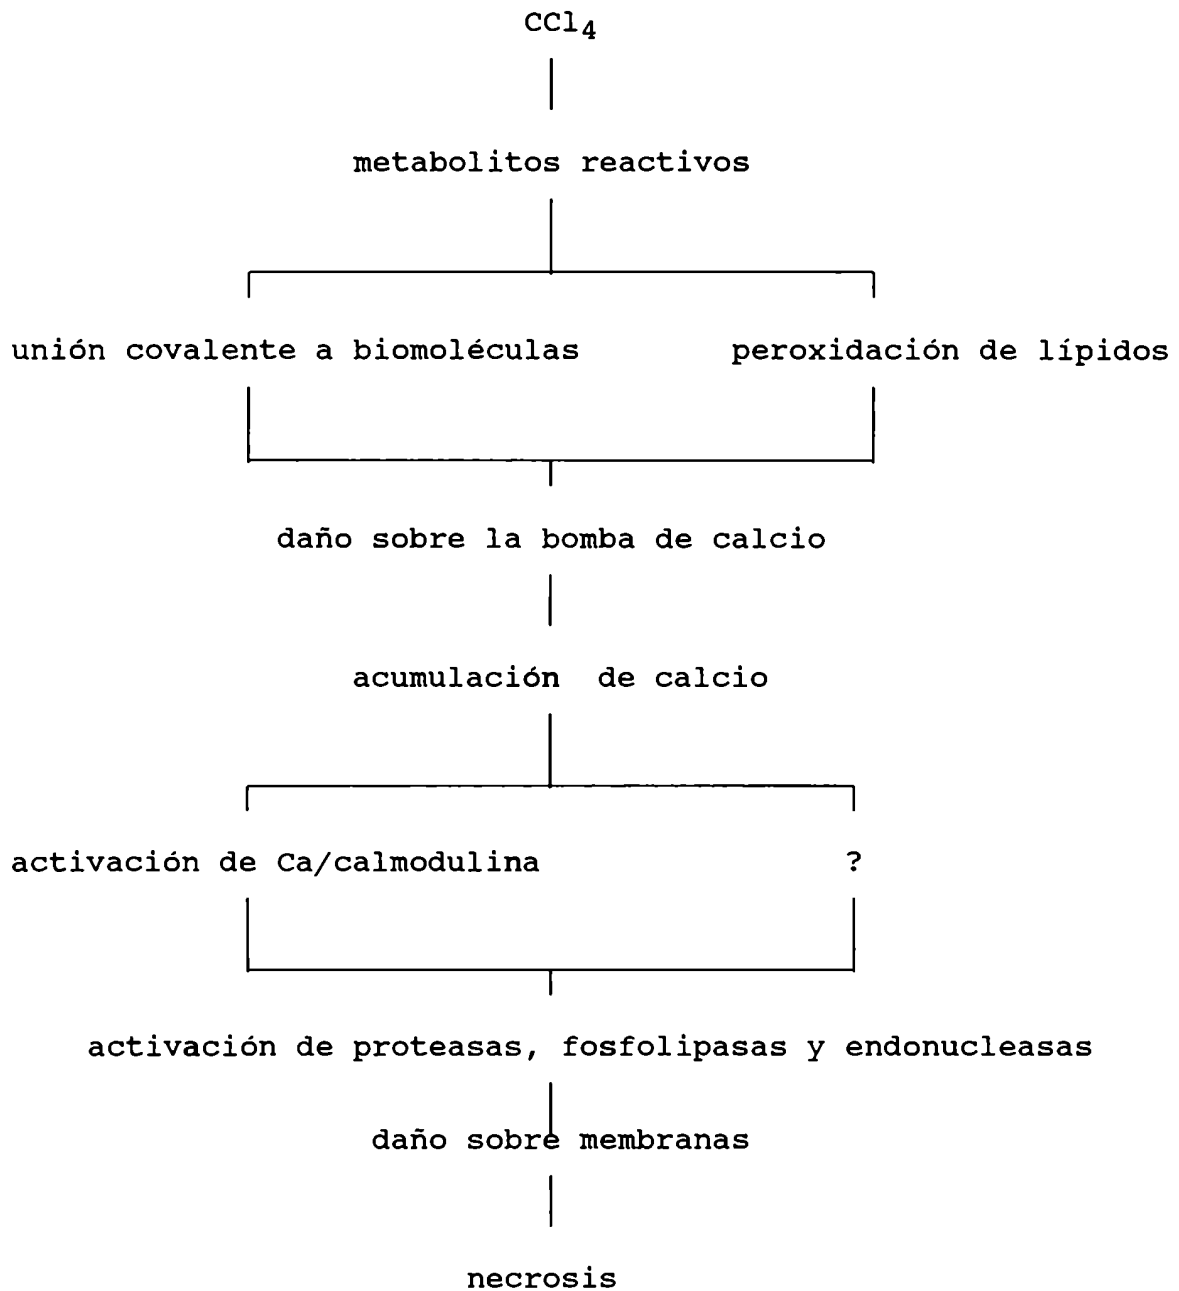 CCl4
metabolitos reactivos
unión covalente a biomoléculas peroxidación de lípidos
daño sobre la bomba de calcio
acumulación de calcio
activación de Ca/calmodulina ?
activación de proteasas, fosfolipasas y endonucleasas
daño sobre membranas
necrosis